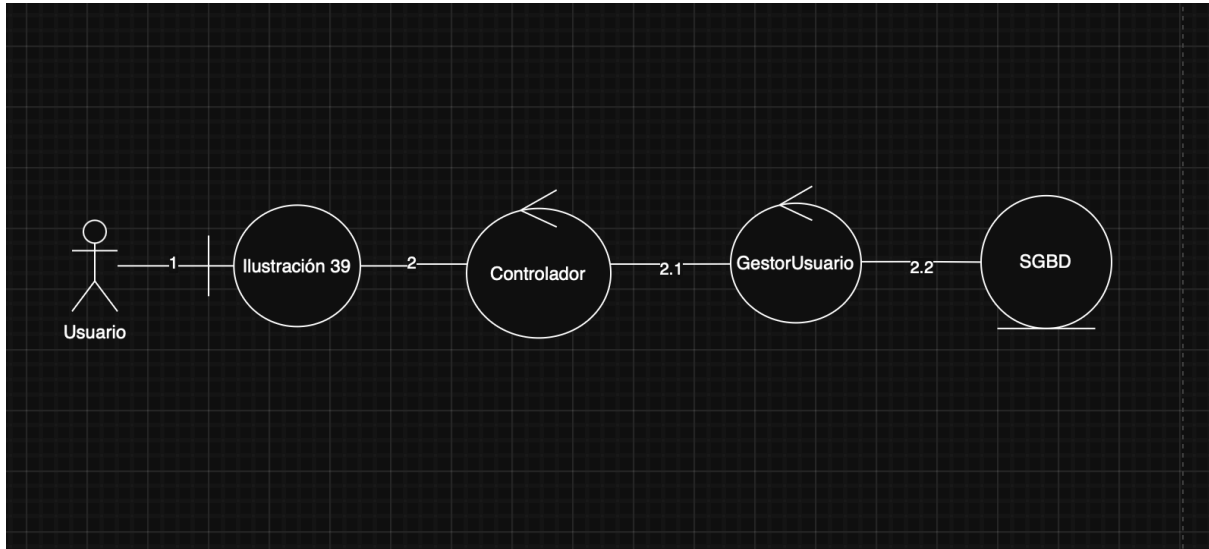 Usuario
1
Ilustración 39
2
Controlador
2.1
GestorUsuario
2.2
SGBD